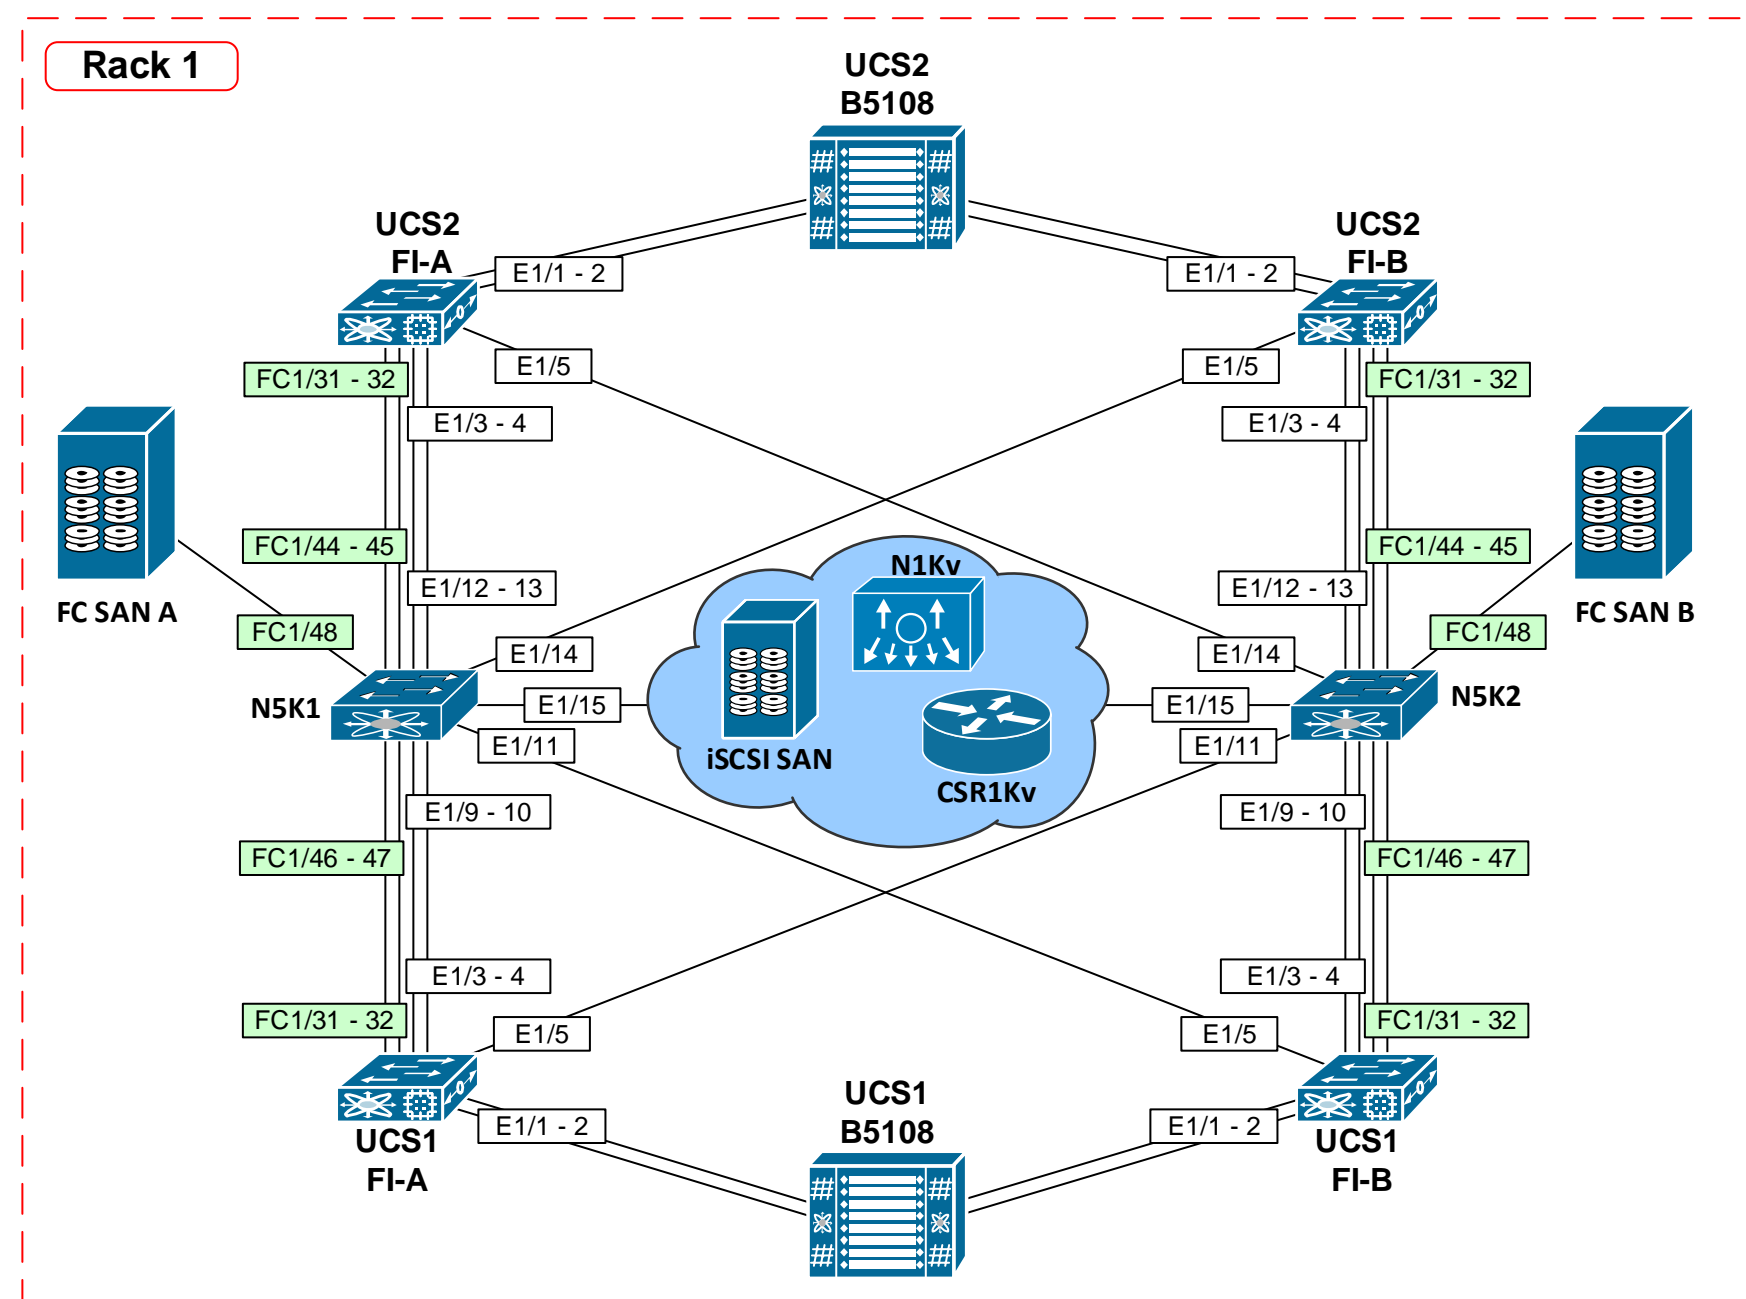 Rack 1
UCS2
B5108
UCS2
FI-A
UCS2
FI-B
E1/1 - 2
E1/1 - 2
E1/5
E1/5
FC1/31 - 32
FC1/31 - 32
E1/3 - 4
E1/3 - 4
FC1/44 - 45
FC1/44 - 45
N1Kv
E1/12 - 13
E1/12 - 13
FC SAN A
FC SAN B
FC1/48
FC1/48
E1/14
E1/14
N5K1
E1/15
E1/15
N5K2
E1/11
E1/11
iSCSI SAN
CSR1Kv
E1/9 - 10
E1/9 - 10
FC1/46 - 47
FC1/46 - 47
E1/3 - 4
E1/3 - 4
FC1/31 - 32
FC1/31 - 32
E1/5
E1/5
UCS1
B5108
E1/1 - 2
E1/1 - 2
UCS1
FI-A
UCS1
FI-B